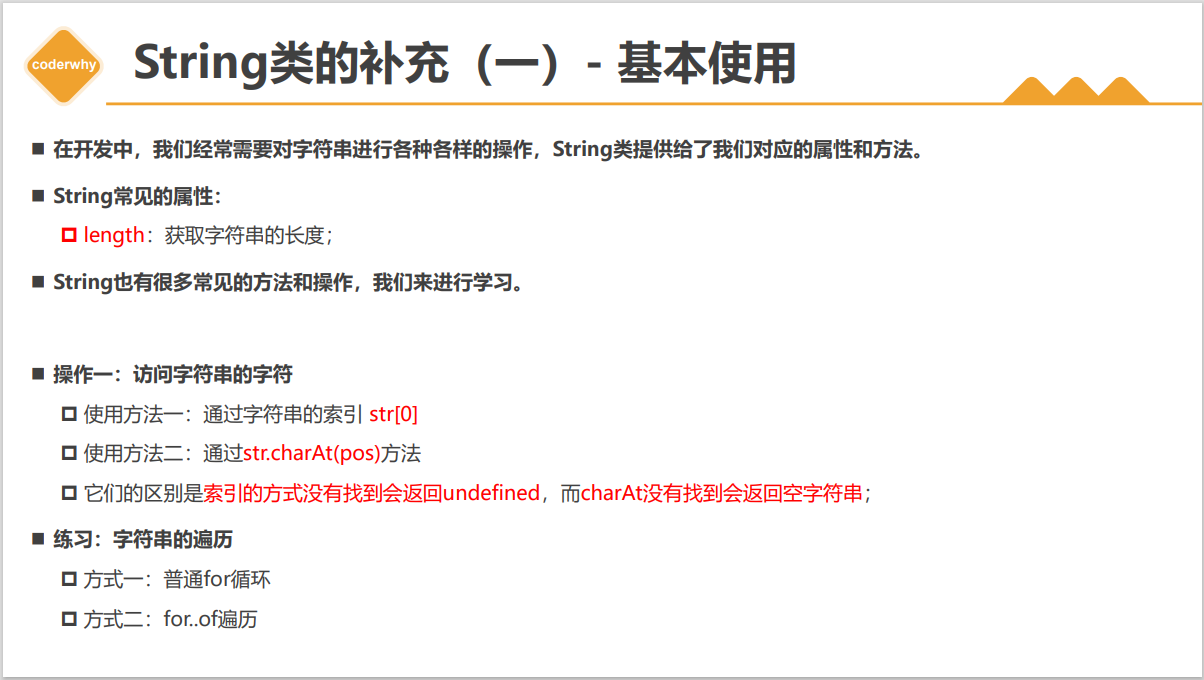 coderwhy
String类的补充（一）- 基本使用
在开发中，我们经常需要对字符串进行各种各样的操作，String类提供给了我们对应的属性和方法。
String常见的属性：
length：获取字符串的长度；
String也有很多常见的方法和操作，我们来进行学习。
操作一：访问字符串的字符
使用方法一：通过字符串的索引 str[0]
使用方法二：通过str.charAt(pos)方法
它们的区别是索引的方式没有找到会返回undefined，而charAt没有找到会返回空字符串；
练习：字符串的遍历
方式一：普通for循环
方式二：for..of遍历